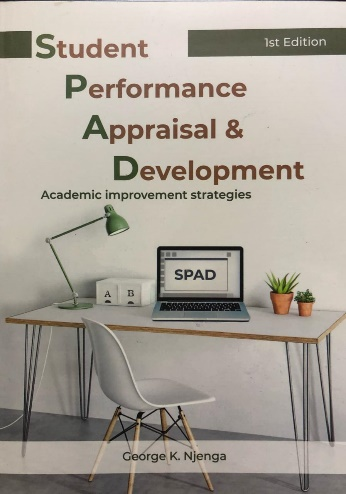 1st Edition
Student
Performance
Appraisal &
Development
Academic improvement strategies
SPAD
A B
George K. Njenga